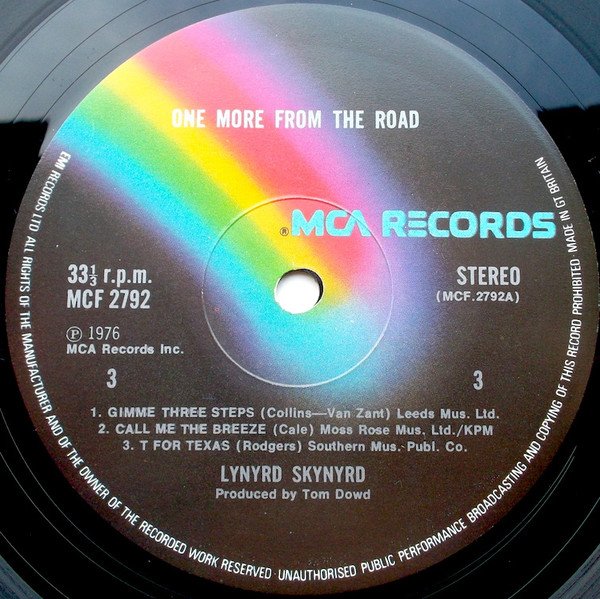 ONE MORE FROM THE ROAD
® MCA RECORDS
33⅓ r.p.m.
MCF 2792
STEREO
(MCF.2792A)
Ⓟ 1976
MCA Records Inc.
3
3
1. GIMME THREE STEPS (Collins—Van Zant) Leeds Mus. Ltd.
2. CALL ME THE BREEZE (Cale) Moss Rose Mus. Ltd./KPM
3. T FOR TEXAS (Rodgers) Southern Mus. Publ. Co.
LYNYRD SKYNYRD
Produced by Tom Dowd
EMI RECORDS LTD ALL RIGHTS OF THE MANUFACTURER AND OF THE OWNER OF THE RECORDED WORK RESERVED · UNAUTHORISED PUBLIC PERFORMANCE BROADCASTING AND COPYING OF THIS RECORD PROHIBITED · MADE IN GT BRITAIN